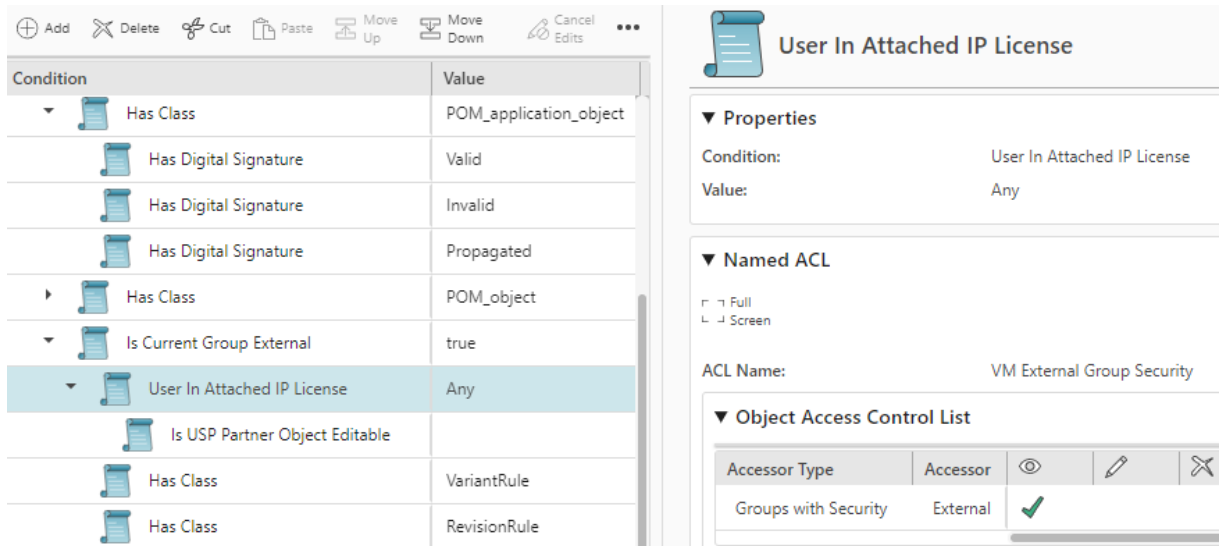 Add Delete Cut Paste Move Up Move Down Cancel Edits
Condition Value
Has Class POM_application_object
Has Digital Signature Valid
Has Digital Signature Invalid
Has Digital Signature Propagated
Has Class POM_object
Is Current Group External true
User In Attached IP License Any
Is USP Partner Object Editable
Has Class VariantRule
Has Class RevisionRule
User In Attached IP License
Properties
Condition: User In Attached IP License
Value: Any
Named ACL
Full
Screen
ACL Name: VM External Group Security
Object Access Control List
Accessor Type Accessor
Groups with Security External